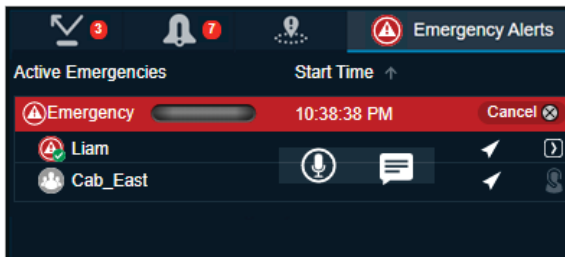 3 7 Emergency Alerts
Active Emergencies Start Time ↑
Emergency 10:38:38 PM Cancel
Liam
Cab_East